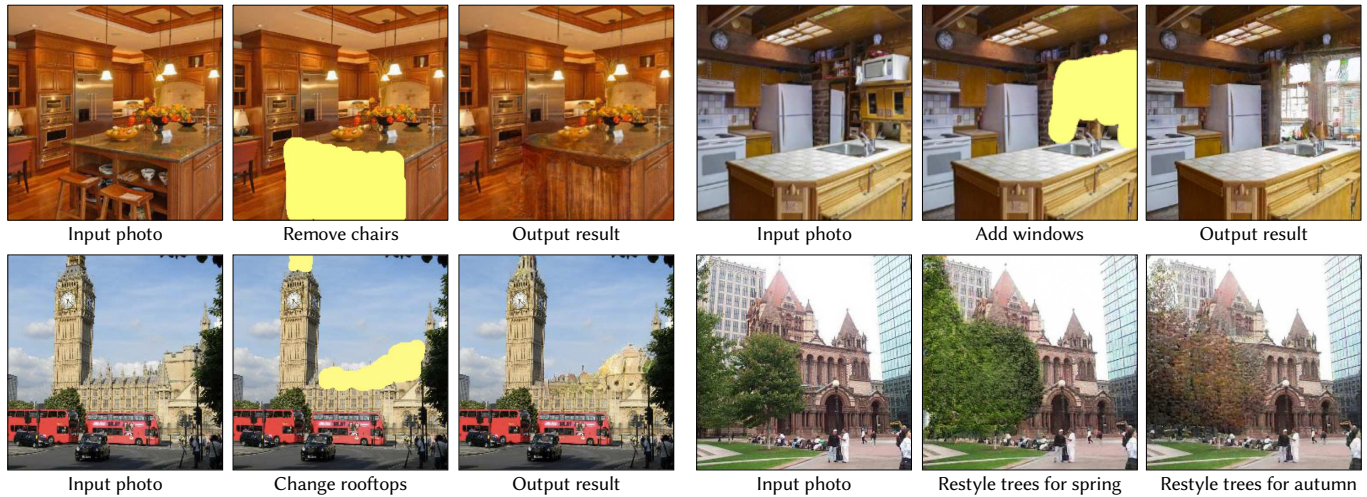 Input photo
Remove chairs
Output result
Input photo
Add windows
Output result
Input photo
Change rooftops
Output result
Input photo
Restyle trees for spring
Restyle trees for autumn